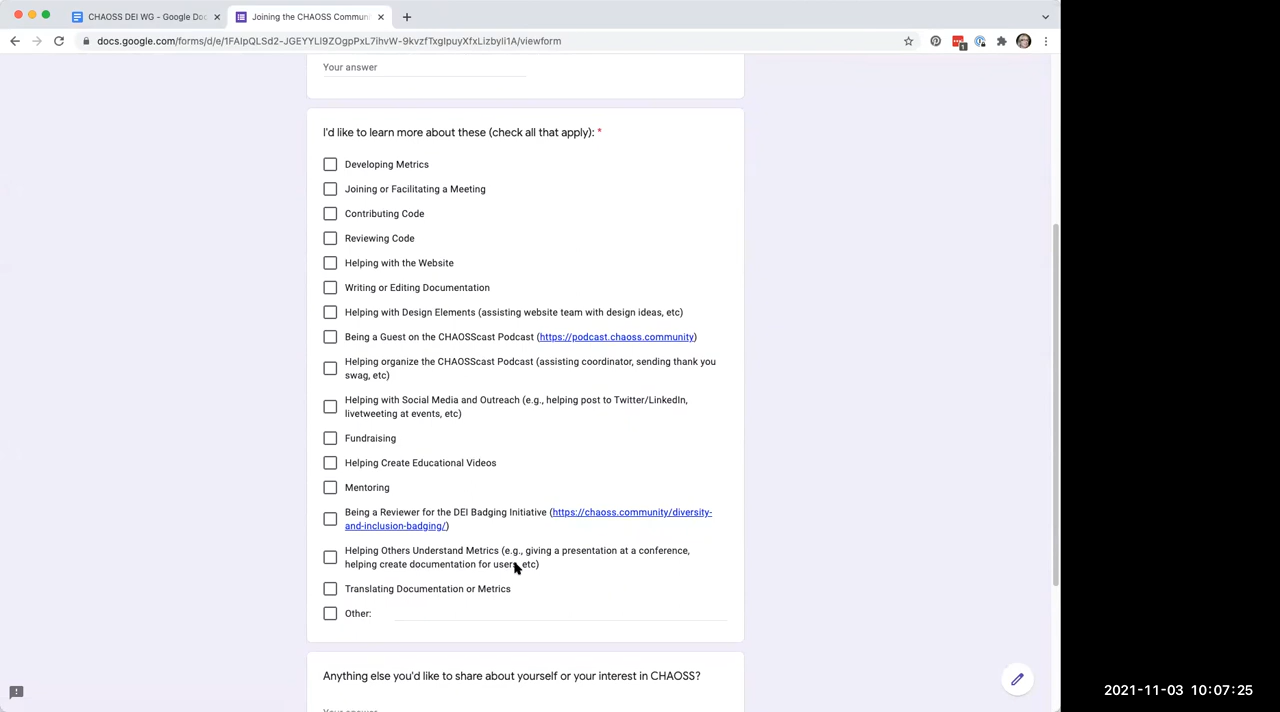 CHAOSS DEI WG - Google Doc
Joining the CHAOSS Commun
docs.google.com/forms/d/e/1FAIpQLSd2-JGEYYLI9ZOgpPxL7ihvW-9kvzfTxgIpuyXfxLizbyli1A/viewform
1
Your answer
I'd like to learn more about these (check all that apply): *
Developing Metrics
Joining or Facilitating a Meeting
Contributing Code
Reviewing Code
Helping with the Website
Writing or Editing Documentation
Helping with Design Elements (assisting website team with design ideas, etc)
Being a Guest on the CHAOSScast Podcast (https://podcast.chaoss.community)
Helping organize the CHAOSScast Podcast (assisting coordinator, sending thank you
swag, etc)
Helping with Social Media and Outreach (e.g., helping post to Twitter/LinkedIn,
livetweeting at events, etc)
Fundraising
Helping Create Educational Videos
Mentoring
Being a Reviewer for the DEI Badging Initiative (https://chaoss.community/diversity-
and-inclusion-badging/)
Helping Others Understand Metrics (e.g., giving a presentation at a conference,
helping create documentation for users, etc)
Translating Documentation or Metrics
Other:
Anything else you'd like to share about yourself or your interest in CHAOSS?
Your answer
2021-11-03 10:07:25